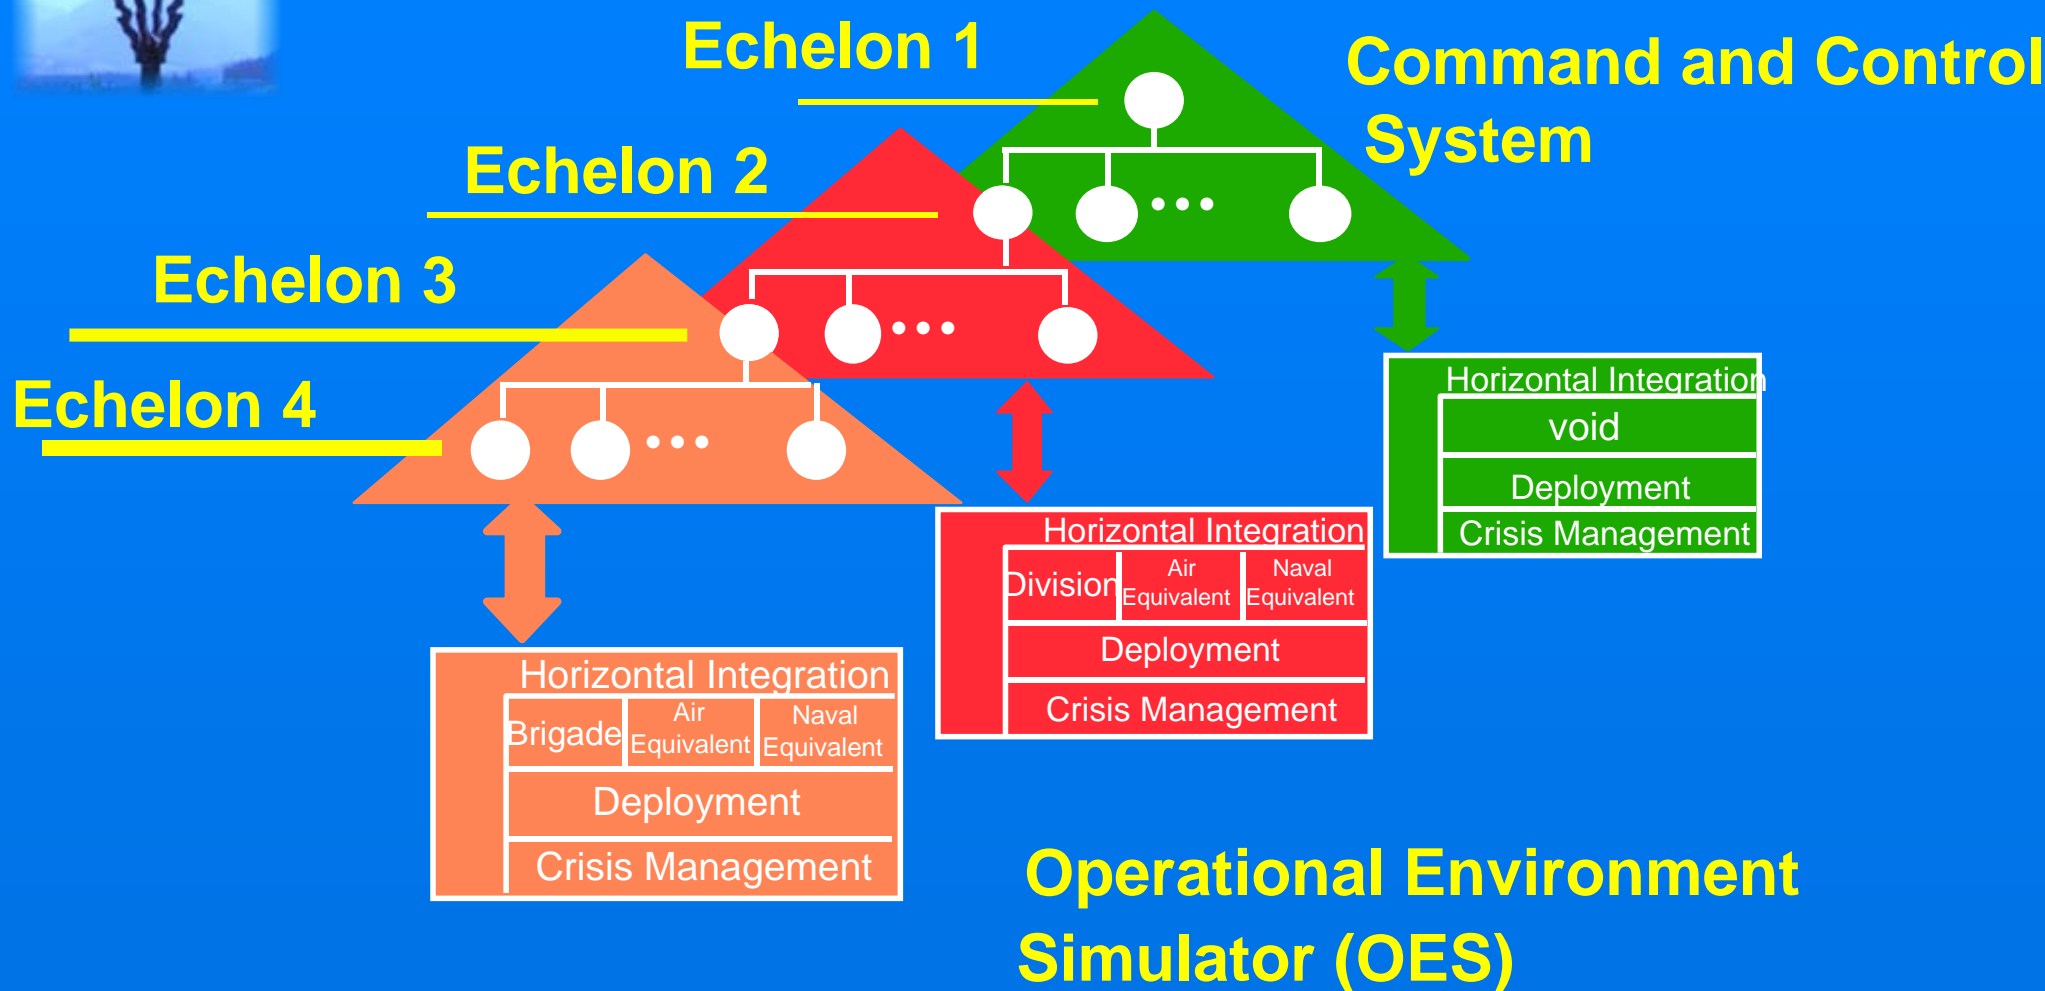 Echelon 1
Command and Control
System
Echelon 2
Echelon 3
Echelon 4
Horizontal Integration
void
Deployment
Crisis Management
Horizontal Integration
Division
Air
Equivalent
Naval
Equivalent
Deployment
Crisis Management
Horizontal Integration
Brigade
Air
Equivalent
Naval
Equivalent
Deployment
Crisis Management
Operational Environment
Simulator (OES)